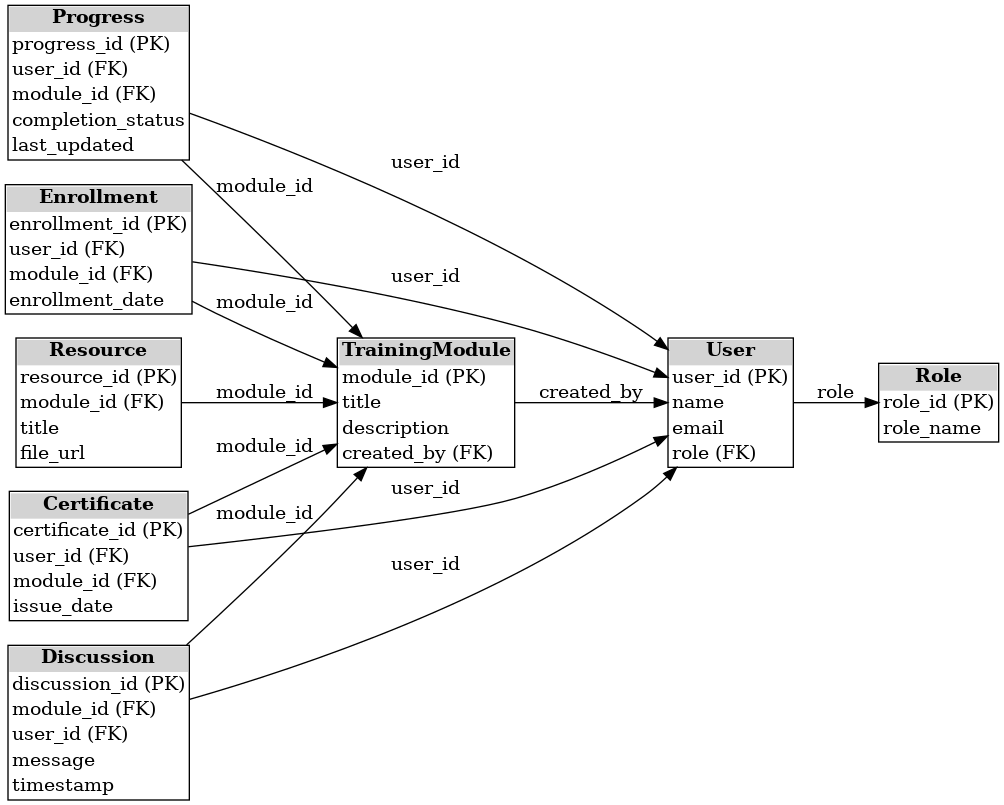 Progress
progress_id (PK)
user_id (FK)
module_id (FK)
completion_status
last_updated
user_id
module_id
Enrollment
enrollment_id (PK)
user_id (FK)
module_id (FK)
enrollment_date
user_id
module_id
Resource
resource_id (PK)
module_id (FK)
title
file_url
module_id
TrainingModule
module_id (PK)
title
description
created_by (FK)
created_by
User
user_id (PK)
name
email
role (FK)
role
Role
role_id (PK)
role_name
Certificate
certificate_id (PK)
user_id (FK)
module_id (FK)
issue_date
module_id
user_id
Discussion
discussion_id (PK)
module_id (FK)
user_id (FK)
message
timestamp
module_id
user_id